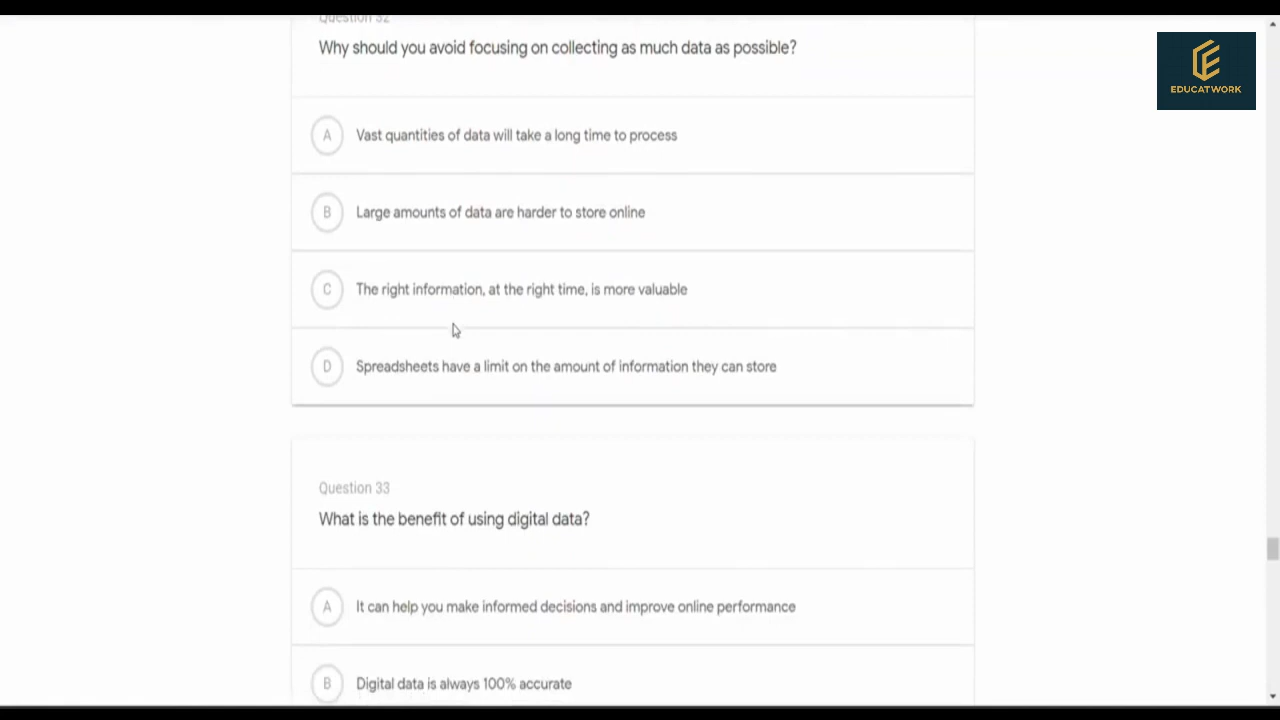 Question 32
Why should you avoid focusing on collecting as much data as possible?
EDUCATWORK
A Vast quantities of data will take a long time to process
B Large amounts of data are harder to store online
C The right information, at the right time, is more valuable
D Spreadsheets have a limit on the amount of information they can store
Question 33
What is the benefit of using digital data?
A It can help you make informed decisions and improve online performance
B Digital data is always 100% accurate